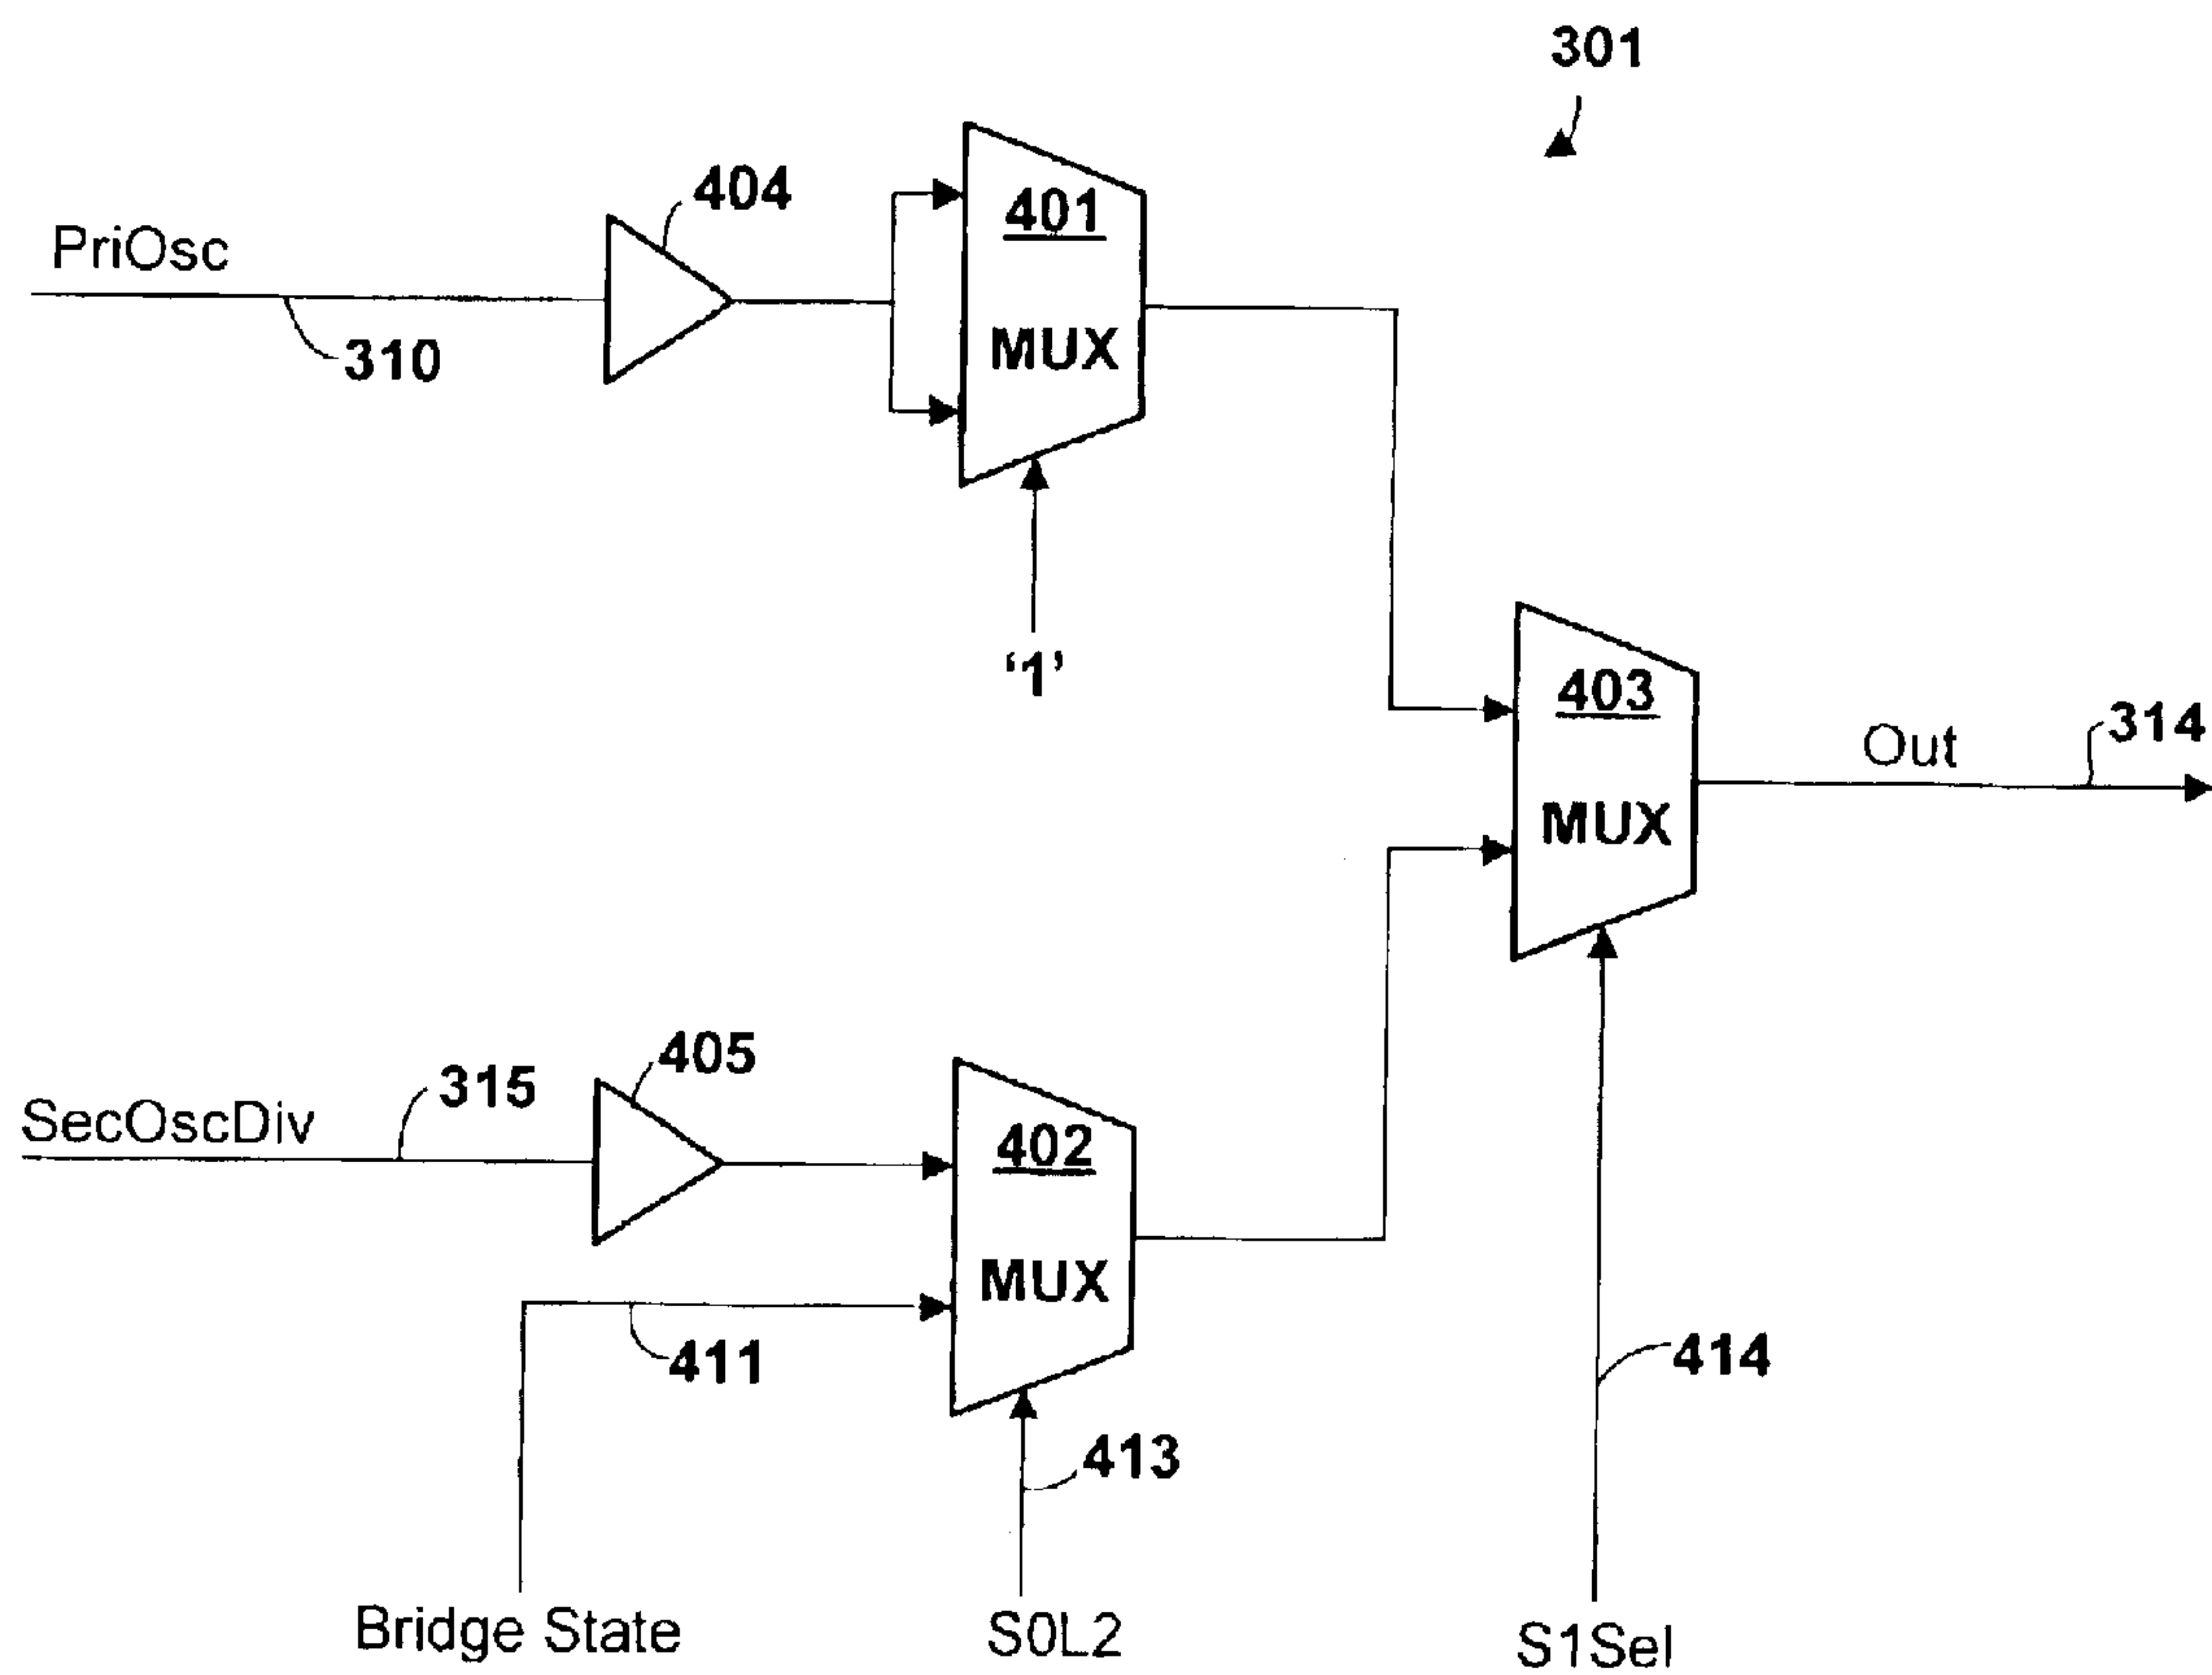 301
404
401
PriOsc
310
MUX
‘1’
403
314
Out
MUX
405
315
SecOscDiv
402
MUX
411
414
413
Bridge State
S0L2
S1Sel